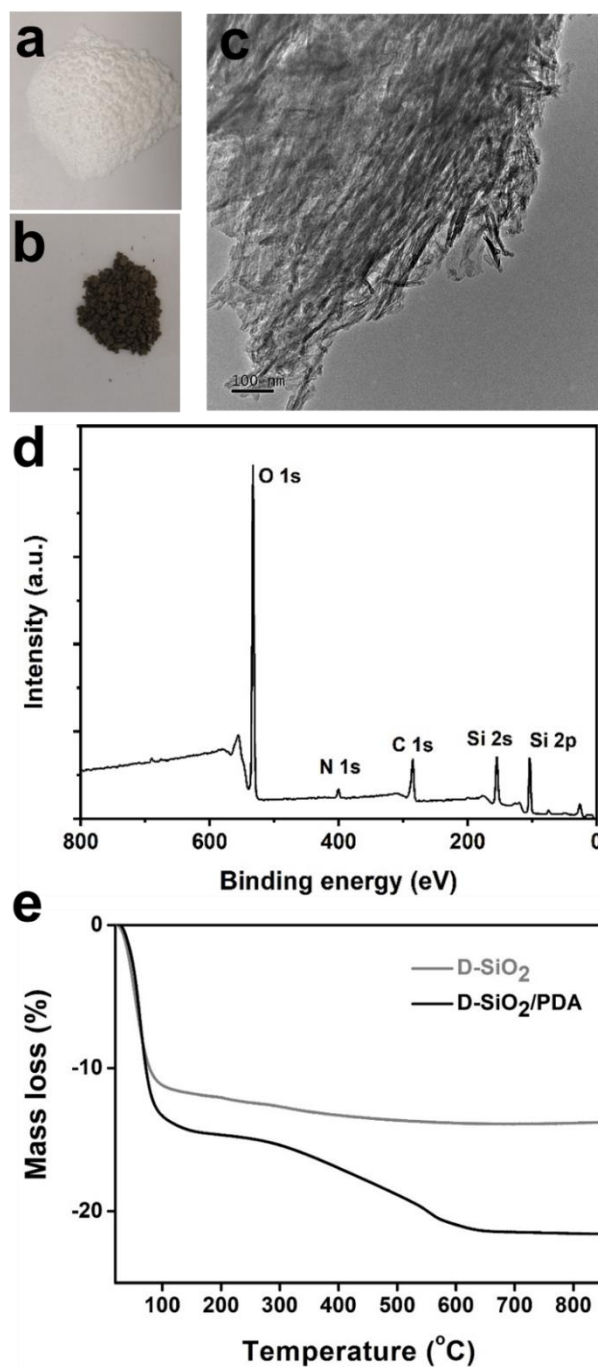 a
b
c
100 nm
d
O 1s
N 1s
C 1s
Si 2s
Si 2p
Intensity (a.u.)
800 600 400 200 0
Binding energy (eV)
e
0
-10
-20
D-SiO₂
D-SiO₂/PDA
Mass loss (%)
100 200 300 400 500 600 700 800
Temperature (°C)